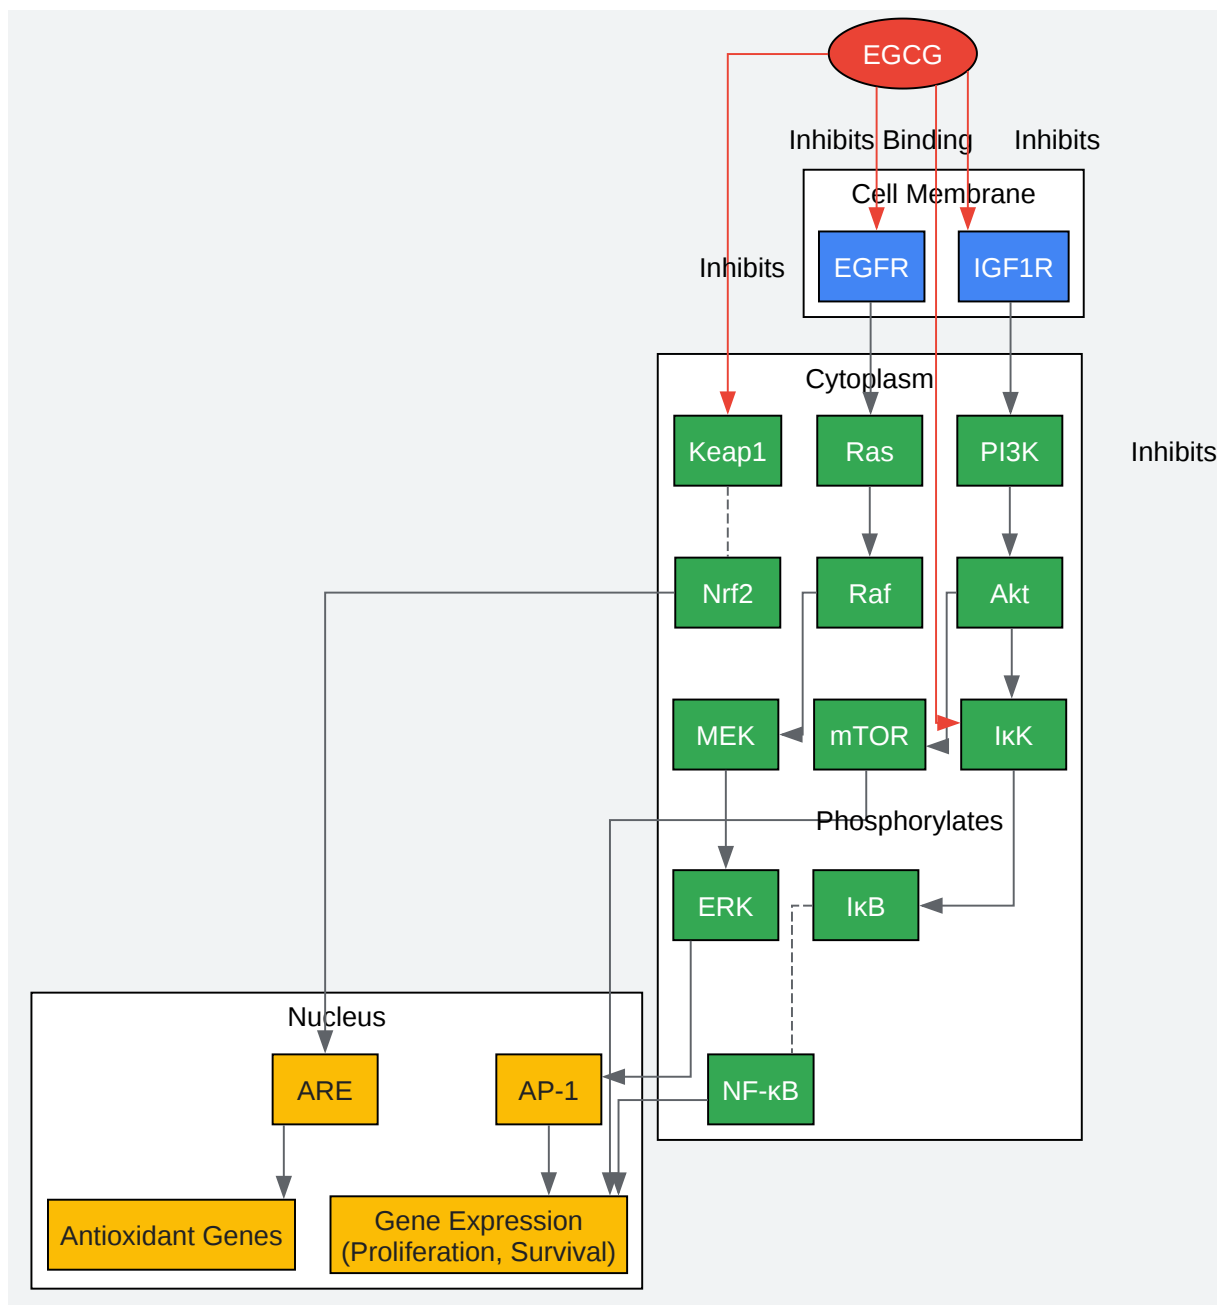 EGCG
Inhibits Binding
Inhibits
Cell Membrane
EGFR
IGF1R
Inhibits
Cytoplasm
Keap1
Ras
PI3K
Inhibits
Nrf2
Raf
Akt
MEK
mTOR
IκK
Phosphorylates
ERK
IκB
Nucleus
ARE
AP-1
NF-κB
Antioxidant Genes
Gene Expression
(Proliferation, Survival)